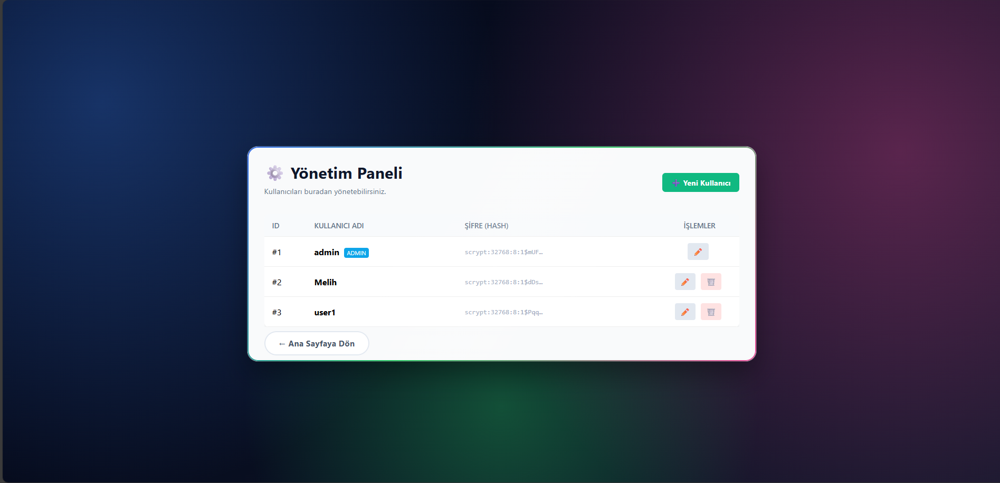 Yönetim Paneli
Kullanıcıları buradan yönetebilirsiniz.
Yeni Kullanıcı
ID KULLANICI ADI ŞİFRE (HASH) İŞLEMLER
#1 admin ADMIN scrypt:32768:8:1$mUF…
#2 Melih scrypt:32768:8:1$dDs…
#3 user1 scrypt:32768:8:1$Pqq…
← Ana Sayfaya Dön